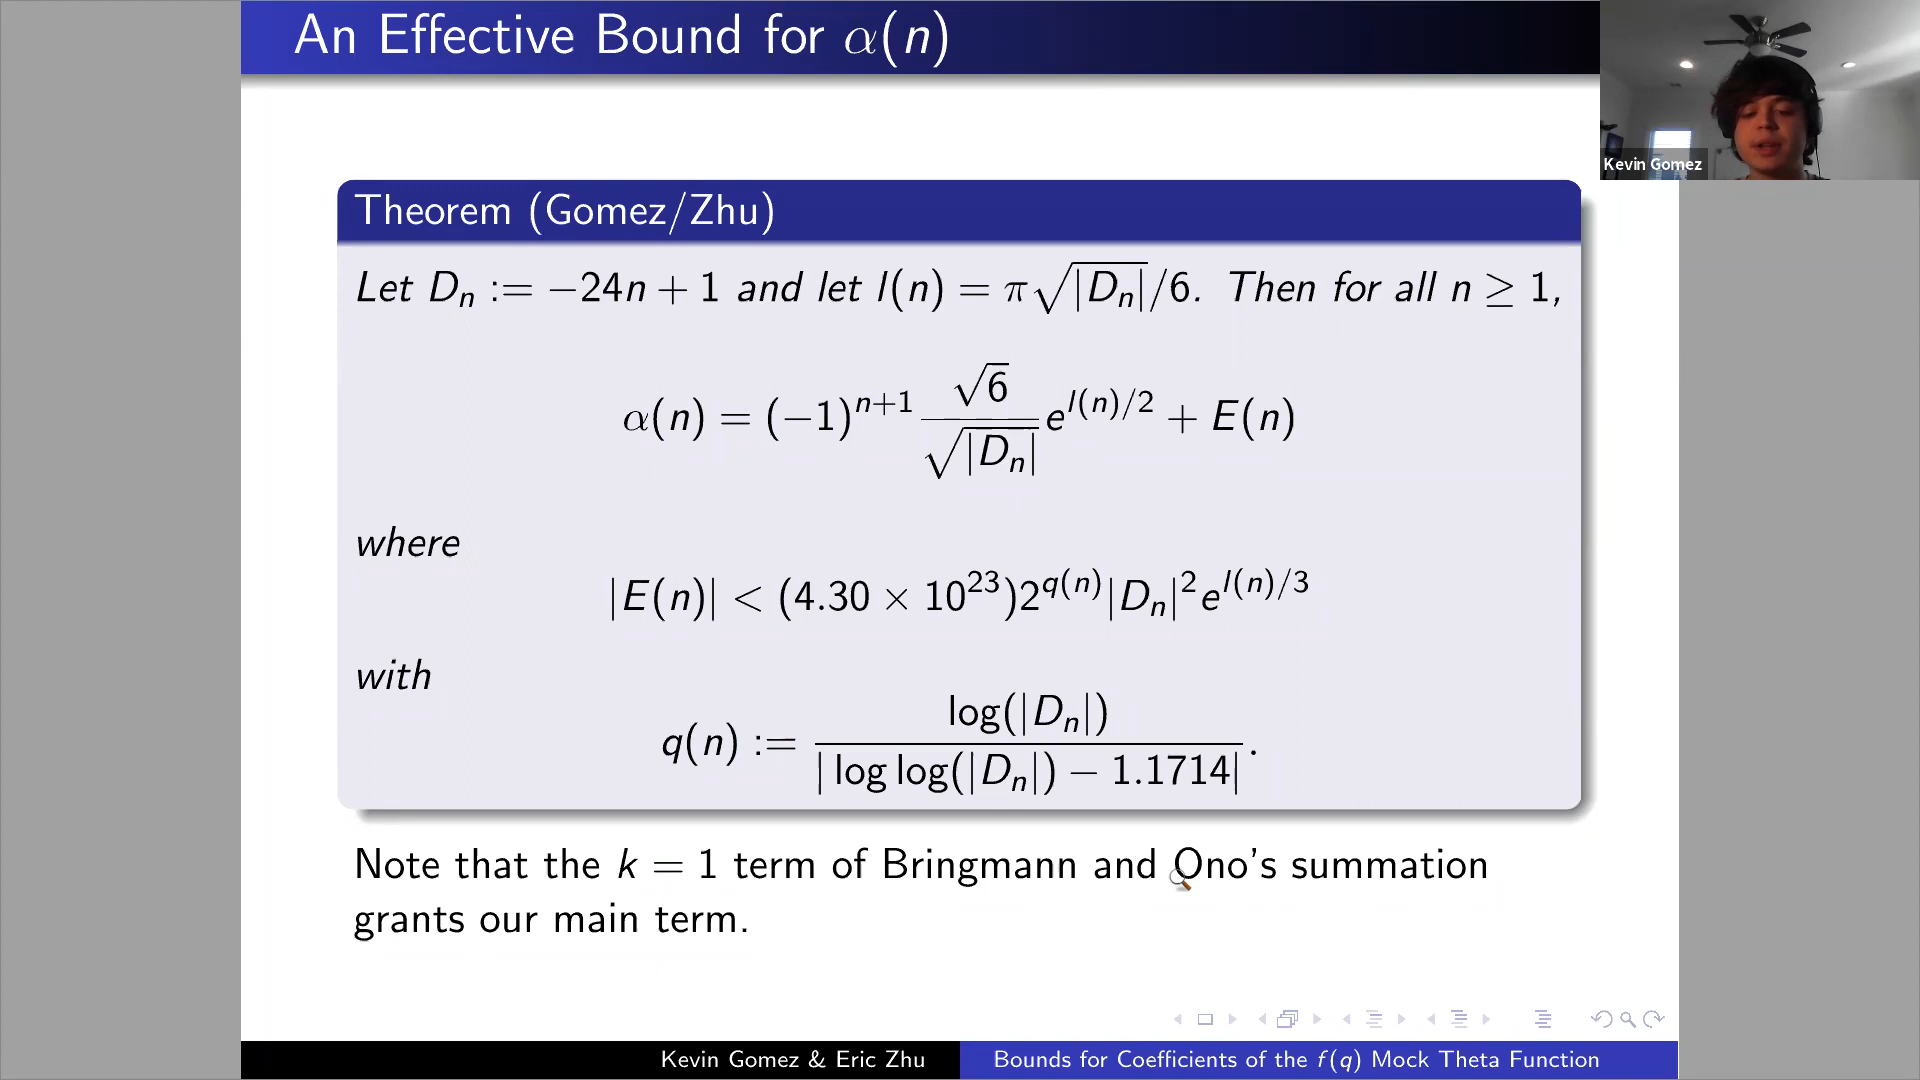 An Effective Bound for α(n)
Kevin Gomez
Theorem (Gomez/Zhu)
Let Dₙ := −24n + 1 and let l(n) = π√|Dₙ|/6. Then for all n ≥ 1,
α(n) = (−1)ⁿ⁺¹ √6/√|Dₙ| e^{l(n)/2} + E(n)
where
|E(n)| < (4.30 × 10²³)2^{q(n)}|Dₙ|²e^{l(n)/3}
with
q(n) := log(|Dₙ|)/|log log(|Dₙ|) − 1.1714|.
Note that the k = 1 term of Bringmann and Ono's summation
grants our main term.
Kevin Gomez & Eric Zhu
Bounds for Coefficients of the f(q) Mock Theta Function